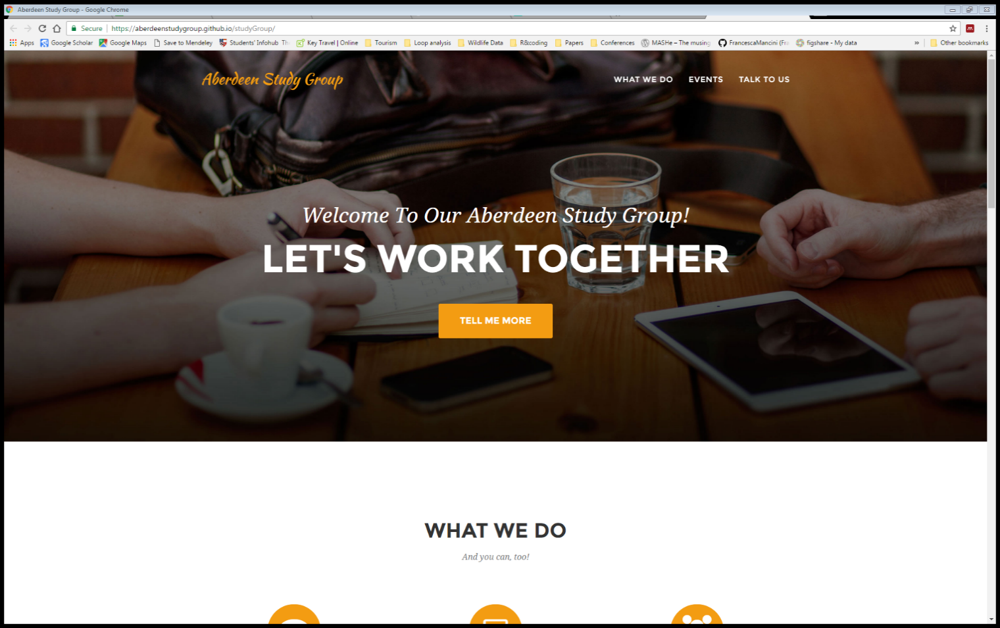 Aberdeen Study Group - Google Chrome
Secure | https://aberdeenstudygroup.github.io/studyGroup/
Apps Google Scholar Google Maps Save to Mendeley Students' Infohub Th Key Travel | Online Tourism Loop analysis Wildlife Data R&coding Papers Conferences MASHe – The musing FrancescaMancini (Fra figshare - My data » Other bookmarks
Aberdeen Study Group WHAT WE DO EVENTS TALK TO US
Welcome To Our Aberdeen Study Group!
LET'S WORK TOGETHER
TELL ME MORE
WHAT WE DO
And you can, too!